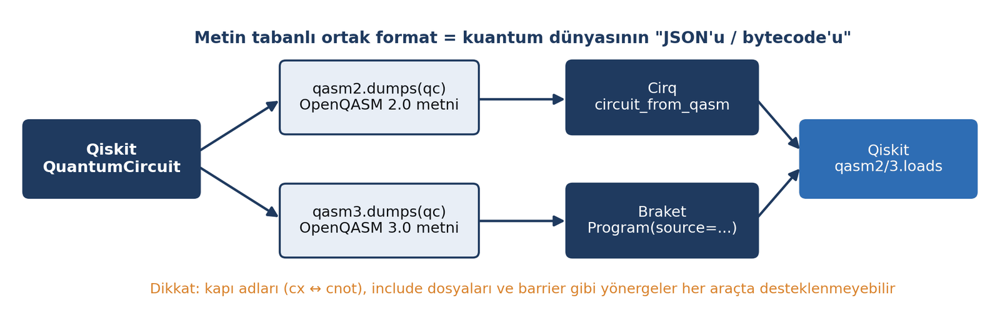 Metin tabanlı ortak format = kuantum dünyasının "JSON'u / bytecode'u"
Qiskit
QuantumCircuit
qasm2.dumps(qc)
OpenQASM 2.0 metni
Cirq
circuit_from_qasm
qasm3.dumps(qc)
OpenQASM 3.0 metni
Braket
Program(source=...)
Qiskit
qasm2/3.loads
Dikkat: kapı adları (cx ↔ cnot), include dosyaları ve barrier gibi yönergeler her araçta desteklenmeyebilir